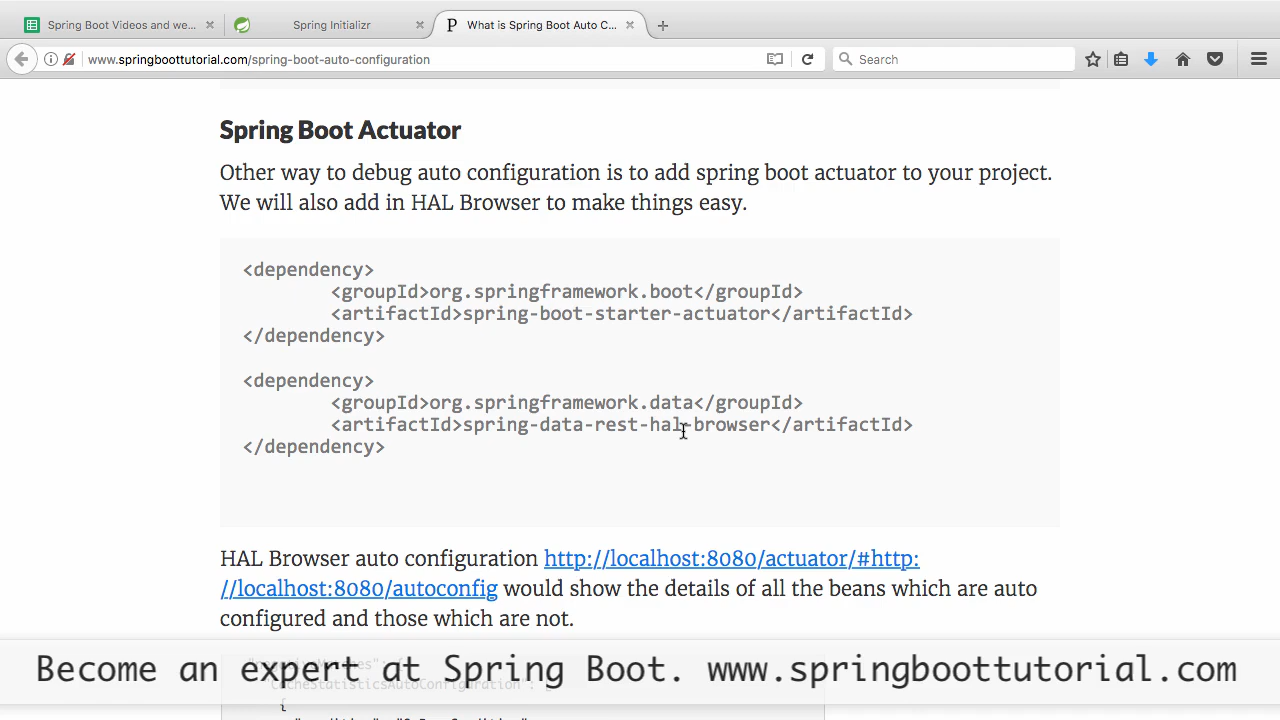 Spring Boot Videos and we...
Spring Initializr
What is Spring Boot Auto C...
www.springboottutorial.com/spring-boot-auto-configuration
Search
Spring Boot Actuator
Other way to debug auto configuration is to add spring boot actuator to your project.
We will also add in HAL Browser to make things easy.
<dependency>
<groupId>org.springframework.boot</groupId>
<artifactId>spring-boot-starter-actuator</artifactId>
</dependency>
<dependency>
<groupId>org.springframework.data</groupId>
<artifactId>spring-data-rest-hal-browser</artifactId>
</dependency>
HAL Browser auto configuration http://localhost:8080/actuator/#http:
//localhost:8080/autoconfig would show the details of all the beans which are auto
configured and those which are not.
Become an expert at Spring Boot. www.springboottutorial.com
"CacheStatisticsAutoConfiguration": [
{